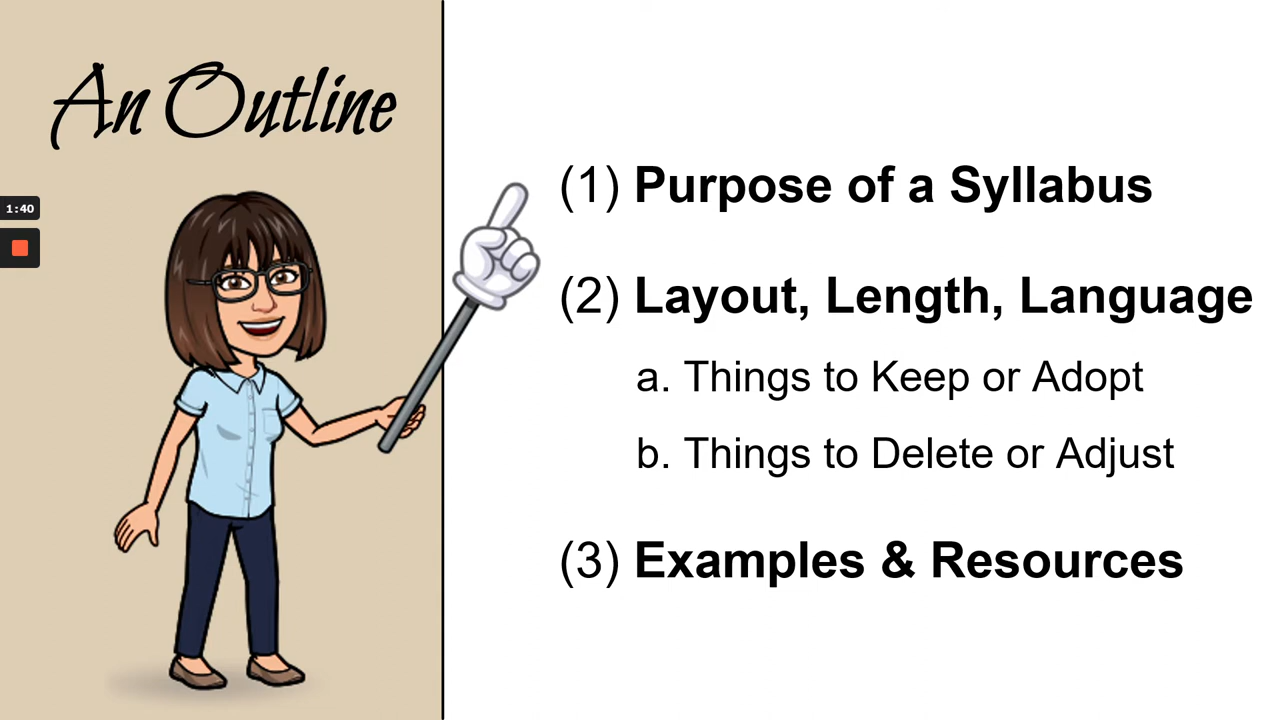 An Outline
1:40
(1) Purpose of a Syllabus
(2) Layout, Length, Language
a. Things to Keep or Adopt
b. Things to Delete or Adjust
(3) Examples & Resources